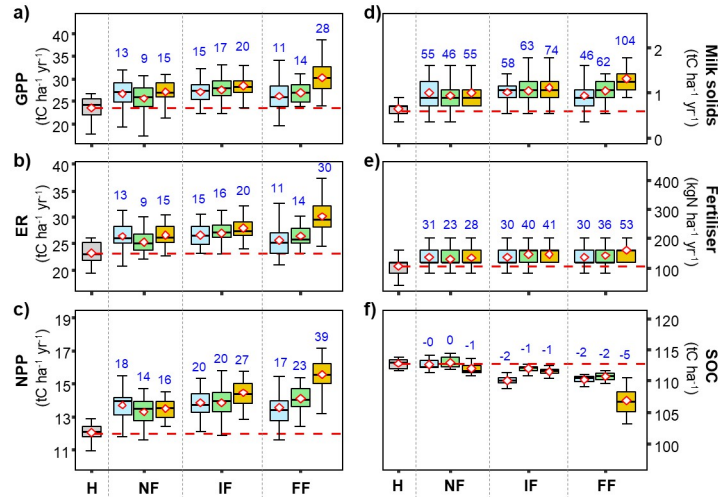 a)
GPP
(tC ha⁻¹ yr⁻¹)
40
35
30
25
20
13 9 15 15 17 20 11 14 28
d)
Milk solids
(tC ha⁻¹ yr⁻¹)
2
1
0
55 46 55 58 63 74 46 62 104
b)
ER
(tC ha⁻¹ yr⁻¹)
40
35
30
25
20
13 9 15 15 16 20 11 14 30
e)
Fertiliser
(kgN ha⁻¹ yr⁻¹)
400
300
200
100
31 23 28 30 40 41 30 36 53
c)
NPP
(tC ha⁻¹ yr⁻¹)
19
17
15
13
11
18 14 16 20 20 27 17 23 39
H NF IF FF
f)
SOC
(tC ha⁻¹ yr⁻¹)
120
115
110
105
100
-0 0 -1 -2 -1 -1 -2 -2 -5
H NF IF FF